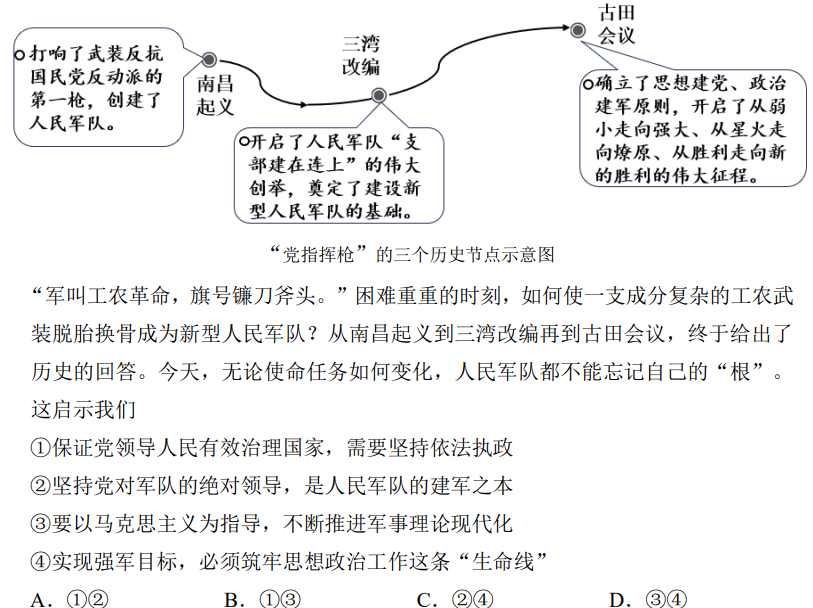 打响了武装反抗
国民党反动派的
第一枪，创建了
人民军队。
南昌
起义
三湾
改编
开启了人民军队“支
部建在连上”的伟大
创举，奠定了建设新
型人民军队的基础。
古田
会议
确立了思想建党、政治
建军原则，开启了从弱
小走向强大、从星火走
向燎原、从胜利走向新
的胜利的伟大征程。
“党指挥枪”的三个历史节点示意图
“军叫工农革命，旗号镰刀斧头。”困难重重的时刻，如何使一支成分复杂的工农武
装脱胎换骨成为新型人民军队？从南昌起义到三湾改编再到古田会议，终于给出了
历史的回答。今天，无论使命任务如何变化，人民军队都不能忘记自己的“根”。
这启示我们
①保证党领导人民有效治理国家，需要坚持依法执政
②坚持党对军队的绝对领导，是人民军队的建军之本
③要以马克思主义为指导，不断推进军事理论现代化
④实现强军目标，必须筑牢思想政治工作这条“生命线”
A．①② B．①③ C．②④ D．③④